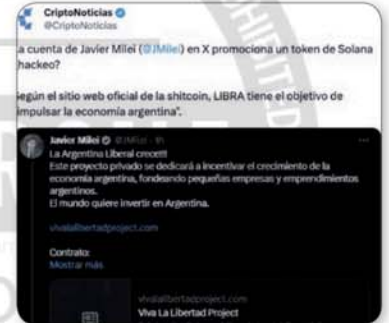 CriptoNoticias
@CriptoNoticias
a cuenta de Javier Milei (@JMilei) en X promociona un token de Solana
hackeo?
egún el sitio web oficial de la shitcoin, LIBRA tiene el objetivo de
impulsar la economía argentina".
Javier Milei @JMilei · 1h
La Argentina Liberal crece!!!
Este proyecto privado se dedicará a incentivar el crecimiento de la
economía argentina, fondeando pequeñas empresas y emprendimientos
argentinos.
El mundo quiere invertir en Argentina.
vivalalibertadproject.com
Contrato:
Mostrar más
vivalalibertadproject.com
Viva La Libertad Project